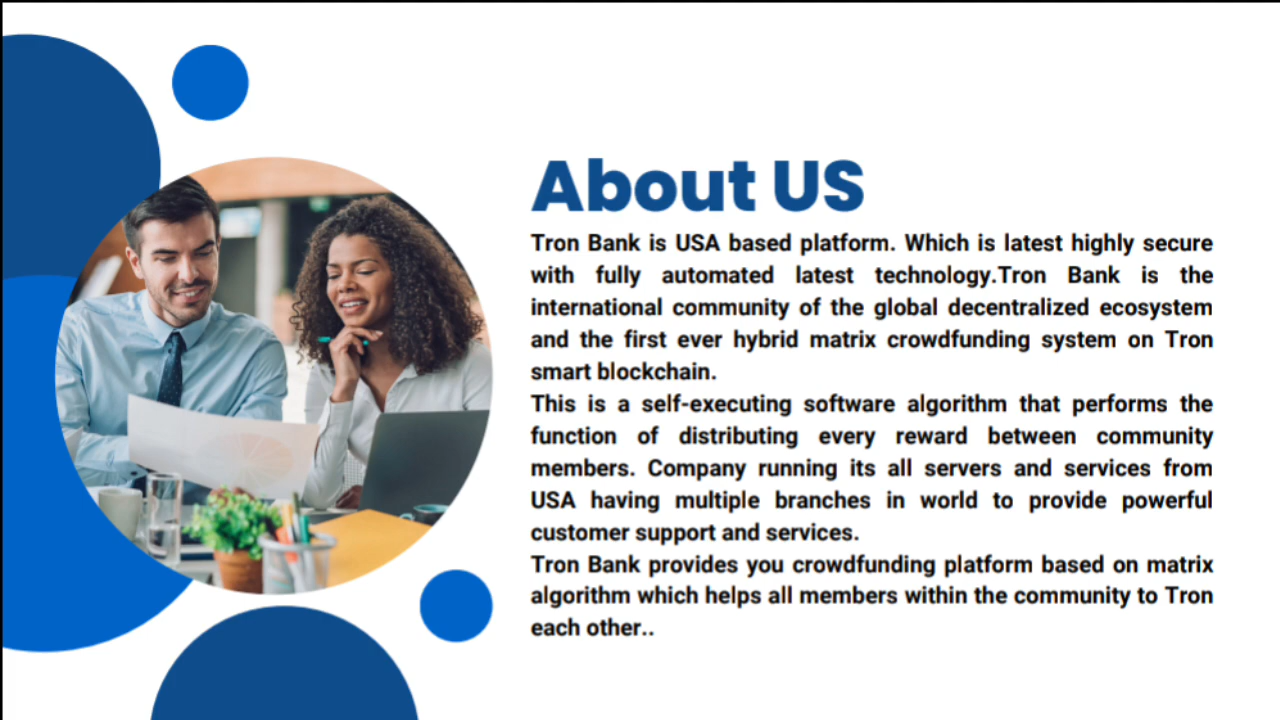 About US
Tron Bank is USA based platform. Which is latest highly secure
with fully automated latest technology.Tron Bank is the
international community of the global decentralized ecosystem
and the first ever hybrid matrix crowdfunding system on Tron
smart blockchain.
This is a self-executing software algorithm that performs the
function of distributing every reward between community
members. Company running its all servers and services from
USA having multiple branches in world to provide powerful
customer support and services.
Tron Bank provides you crowdfunding platform based on matrix
algorithm which helps all members within the community to Tron
each other..